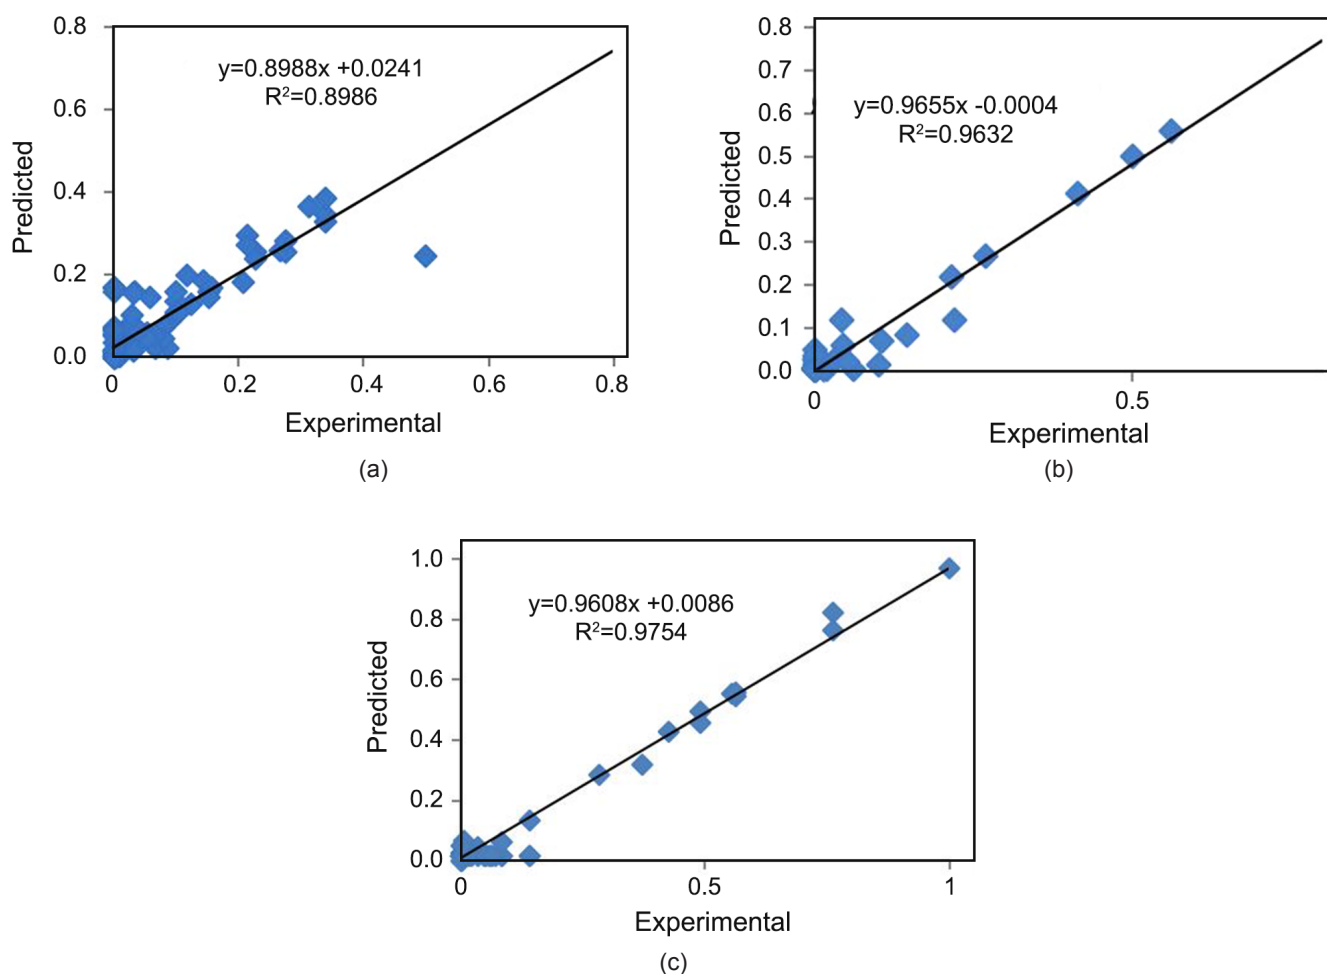 0.8
0.6
0.4
0.2
0.0
Predicted
y=0.8988x +0.0241
R²=0.8986
0 0.2 0.4 0.6 0.8
Experimental
(a)
0.8
0.7
0.6
0.5
0.4
0.3
0.2
0.1
0.0
Predicted
y=0.9655x -0.0004
R²=0.9632
0 0.5
Experimental
(b)
1.0
0.8
0.6
0.4
0.2
0.0
Predicted
y=0.9608x +0.0086
R²=0.9754
0 0.5 1
Experimental
(c)